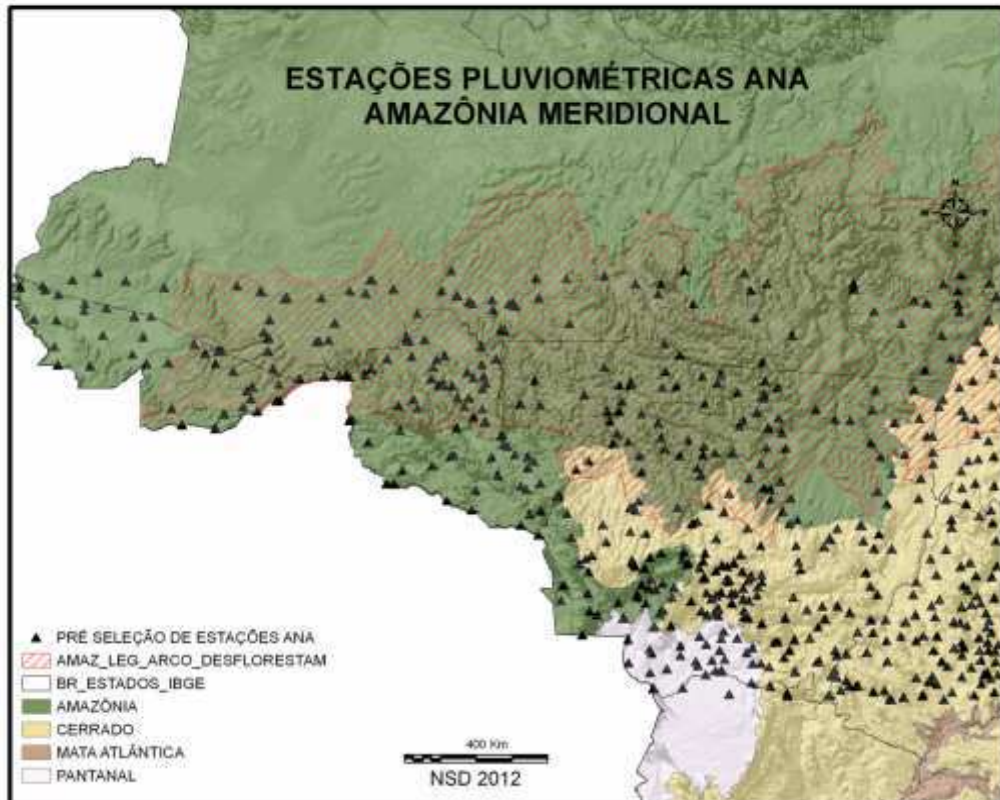 ESTAÇÕES PLUVIOMÉTRICAS ANA
AMAZÔNIA MERIDIONAL
N
PRÉ SELEÇÃO DE ESTAÇÕES ANA
AMAZ_LEG_ARCO_DESFLORESTAM
BR_ESTADOS_IBGE
AMAZÔNIA
CERRADO
MATA ATLÂNTICA
PANTANAL
400 Km
NSD 2012